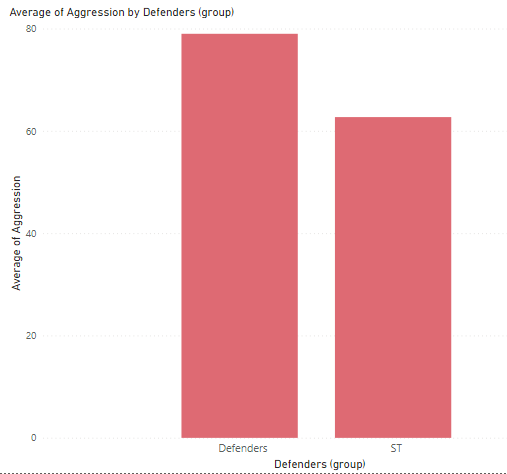 Average of Aggression by Defenders (group)
80
60
40
20
0
Average of Aggression
Defenders
ST
Defenders (group)